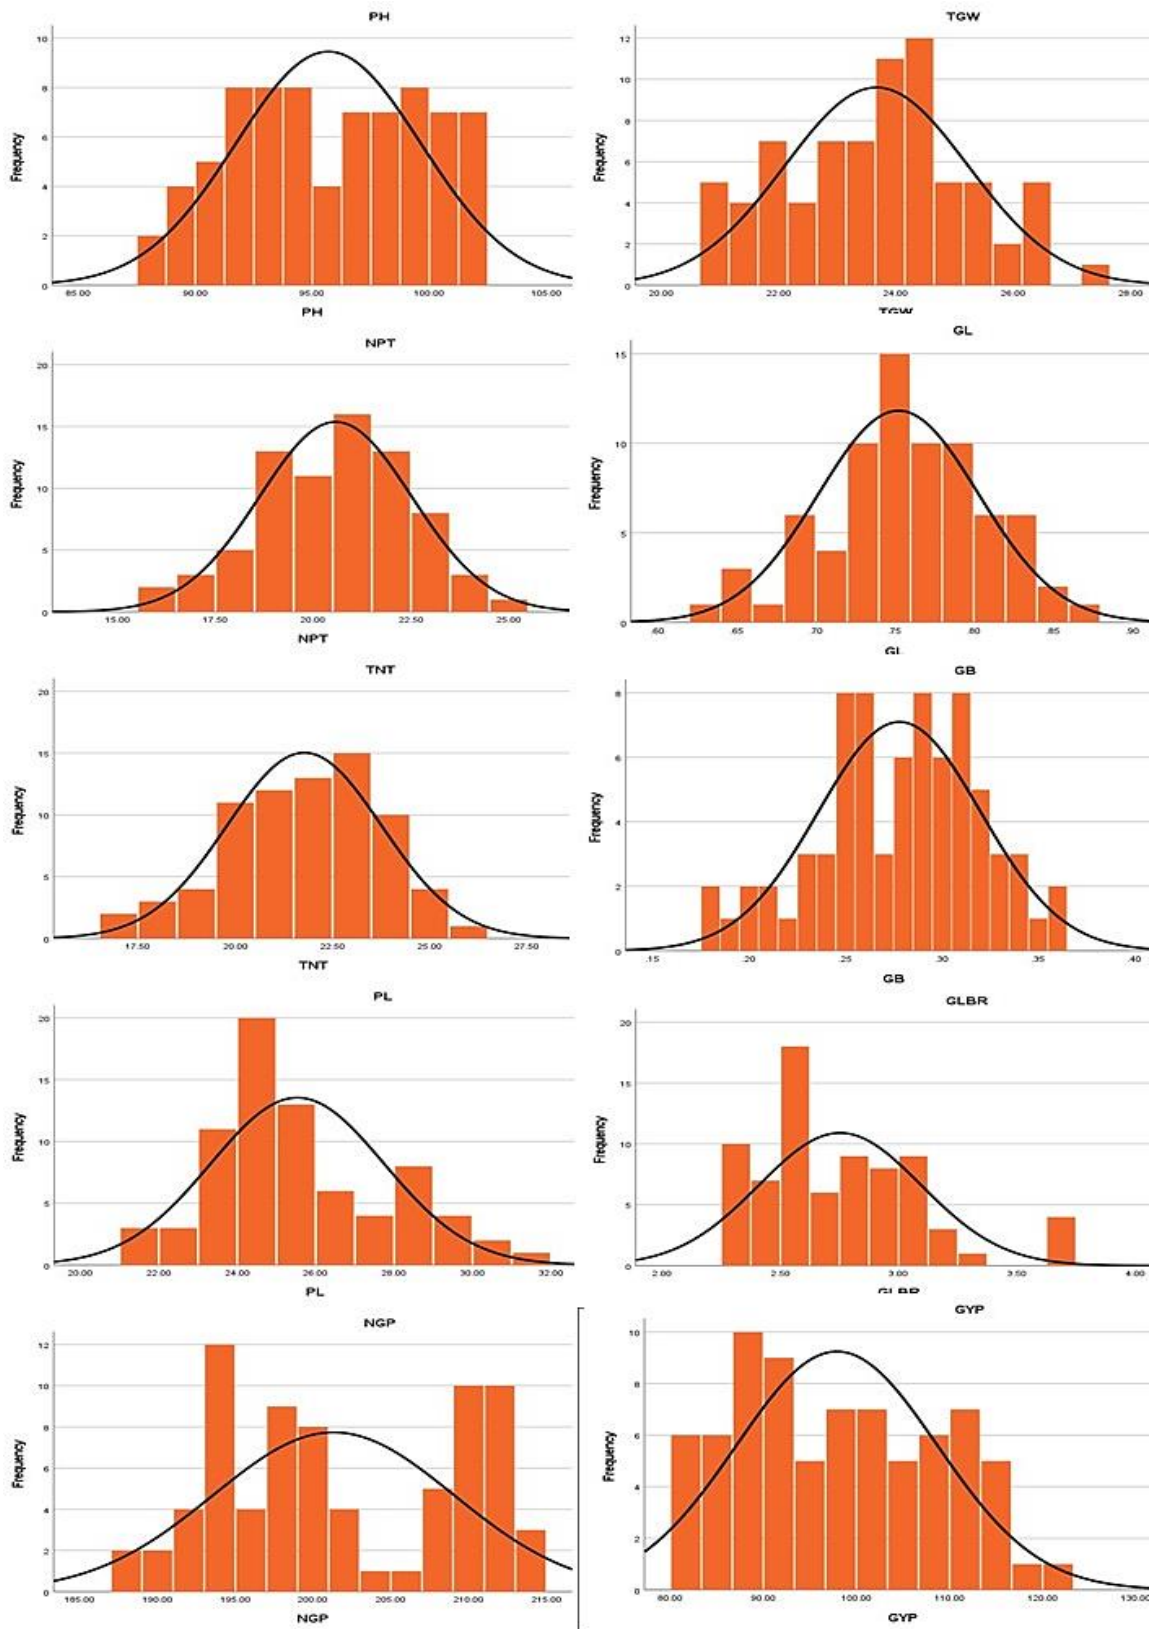 PH
10
8
6
4
2
0
Frequency
85.00 90.00 95.00 100.00 105.00
PH
TGW
12
10
8
6
4
2
0
Frequency
20.00 22.00 24.00 26.00 28.00
TGW
NPT
20
15
10
5
0
Frequency
15.00 17.50 20.00 22.50 25.00
NPT
GL
15
10
5
0
Frequency
.60 .65 .70 .75 .80 .85 .90
GL
TNT
20
15
10
5
0
Frequency
17.50 20.00 22.50 25.00 27.50
TNT
GB
8
6
4
2
0
Frequency
.15 .20 .25 .30 .35 .40
GB
PL
20
15
10
5
0
Frequency
20.00 22.00 24.00 26.00 28.00 30.00 32.00
PL
GLBR
20
15
10
5
0
Frequency
2.00 2.50 3.00 3.50 4.00
GLBR
NGP
12
10
8
6
4
2
0
Frequency
185.00 190.00 195.00 200.00 205.00 210.00 215.00
NGP
GYP
10
8
6
4
2
0
Frequency
80.00 90.00 100.00 110.00 120.00 130.00
GYP